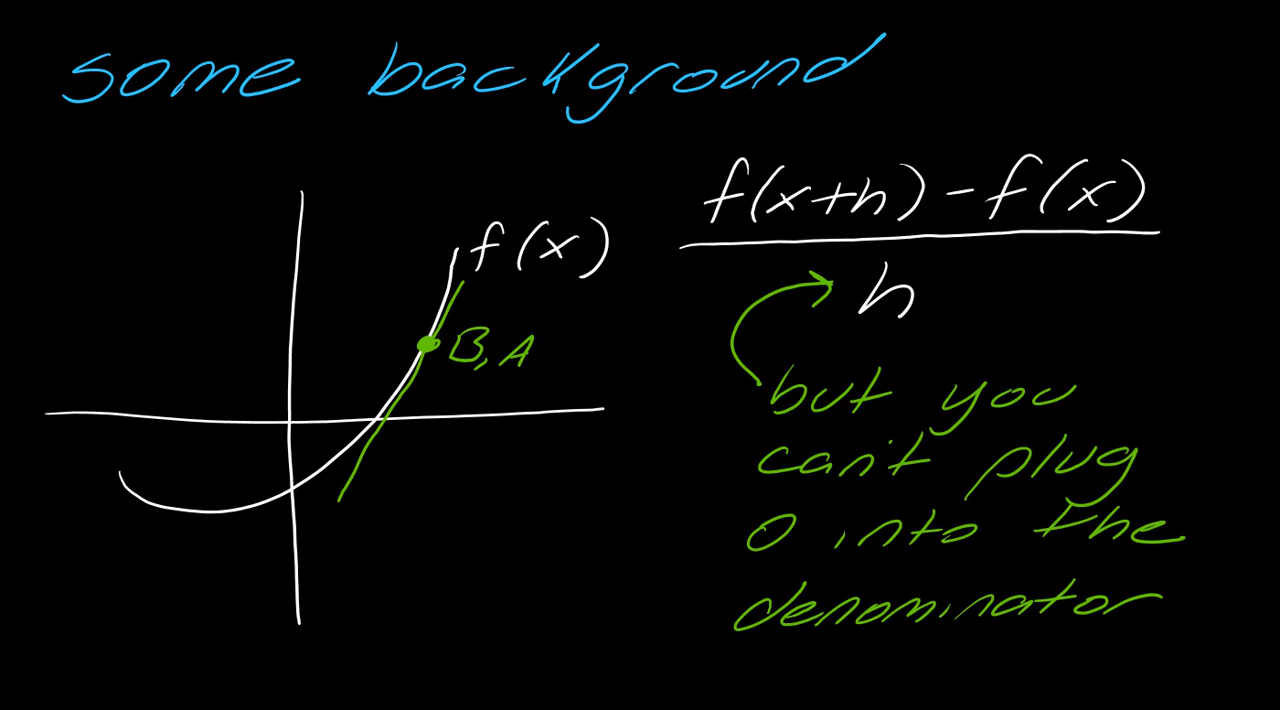 some background
f(x)
B, A
f(x+h) - f(x)
h
but you
can't plug
0 into the
denominator